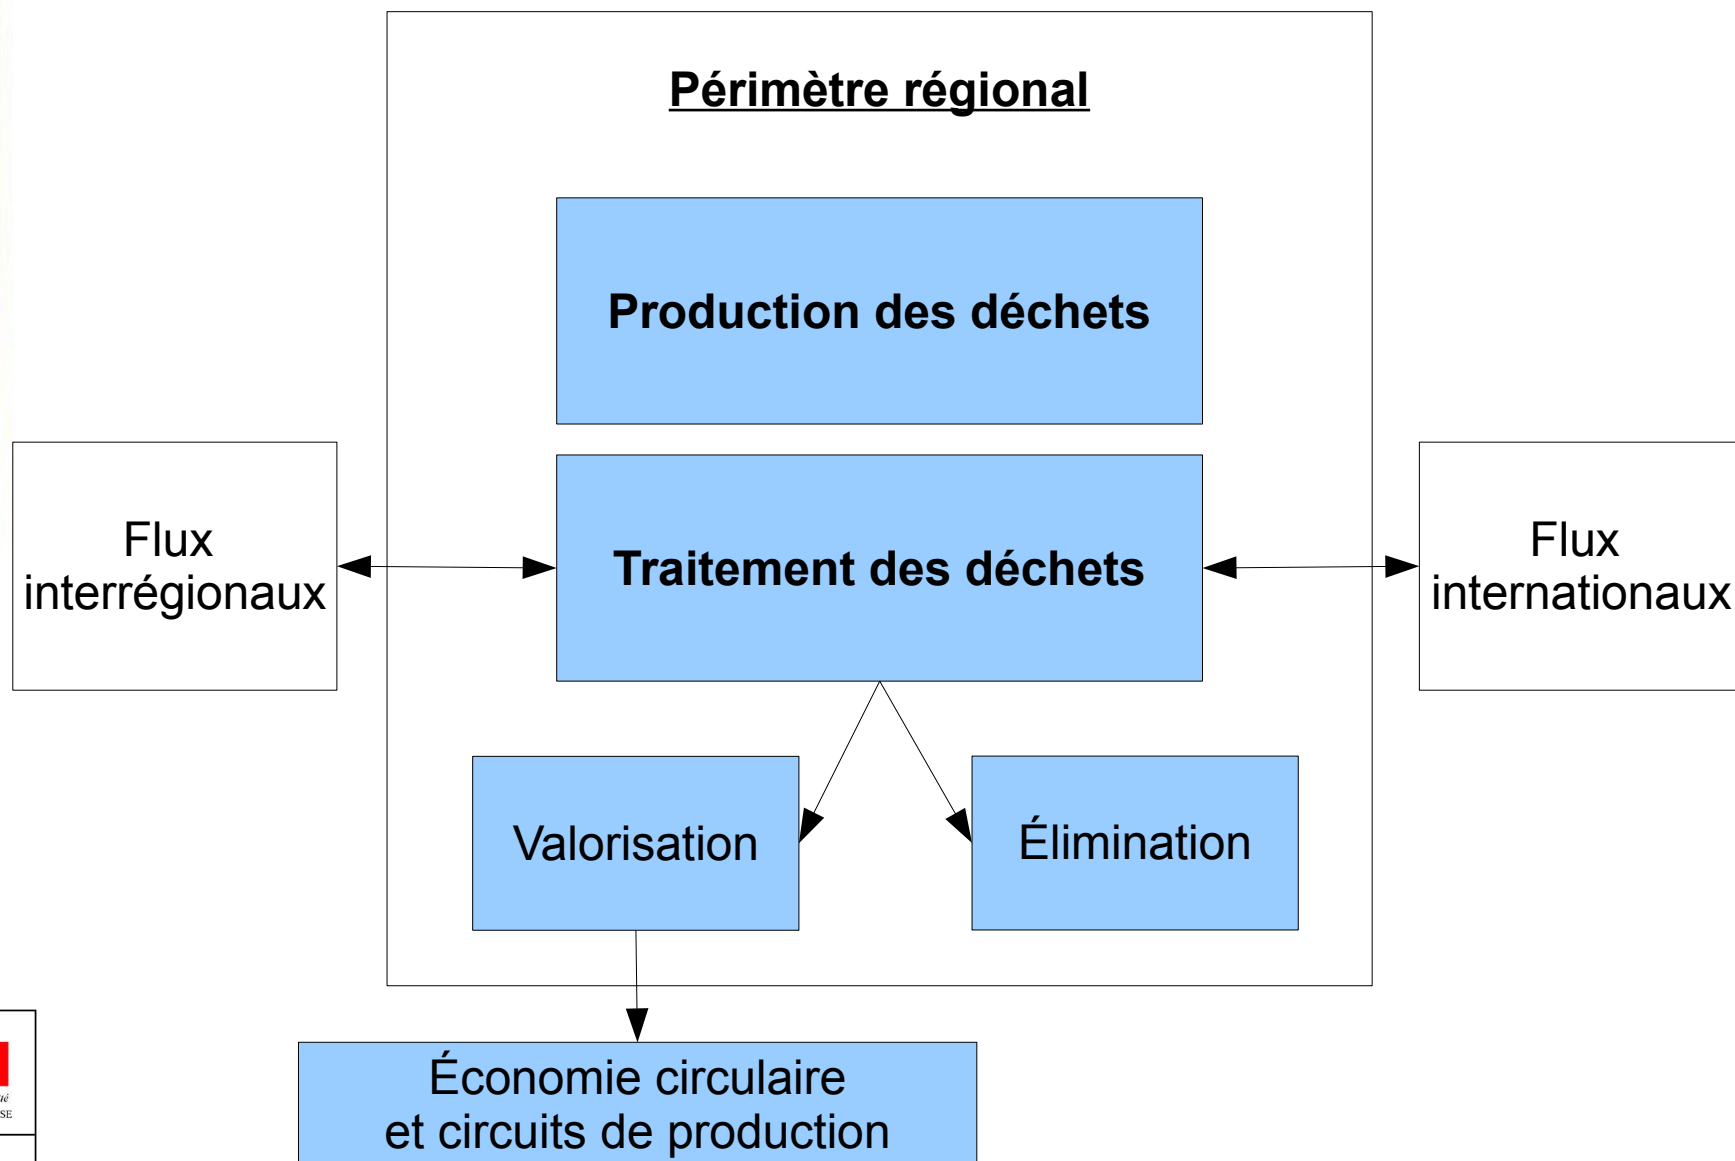 Périmètre régional
Production des déchets
Flux
interrégionaux
Traitement des déchets
Flux
internationaux
Valorisation
Élimination
Économie circulaire
et circuits de production